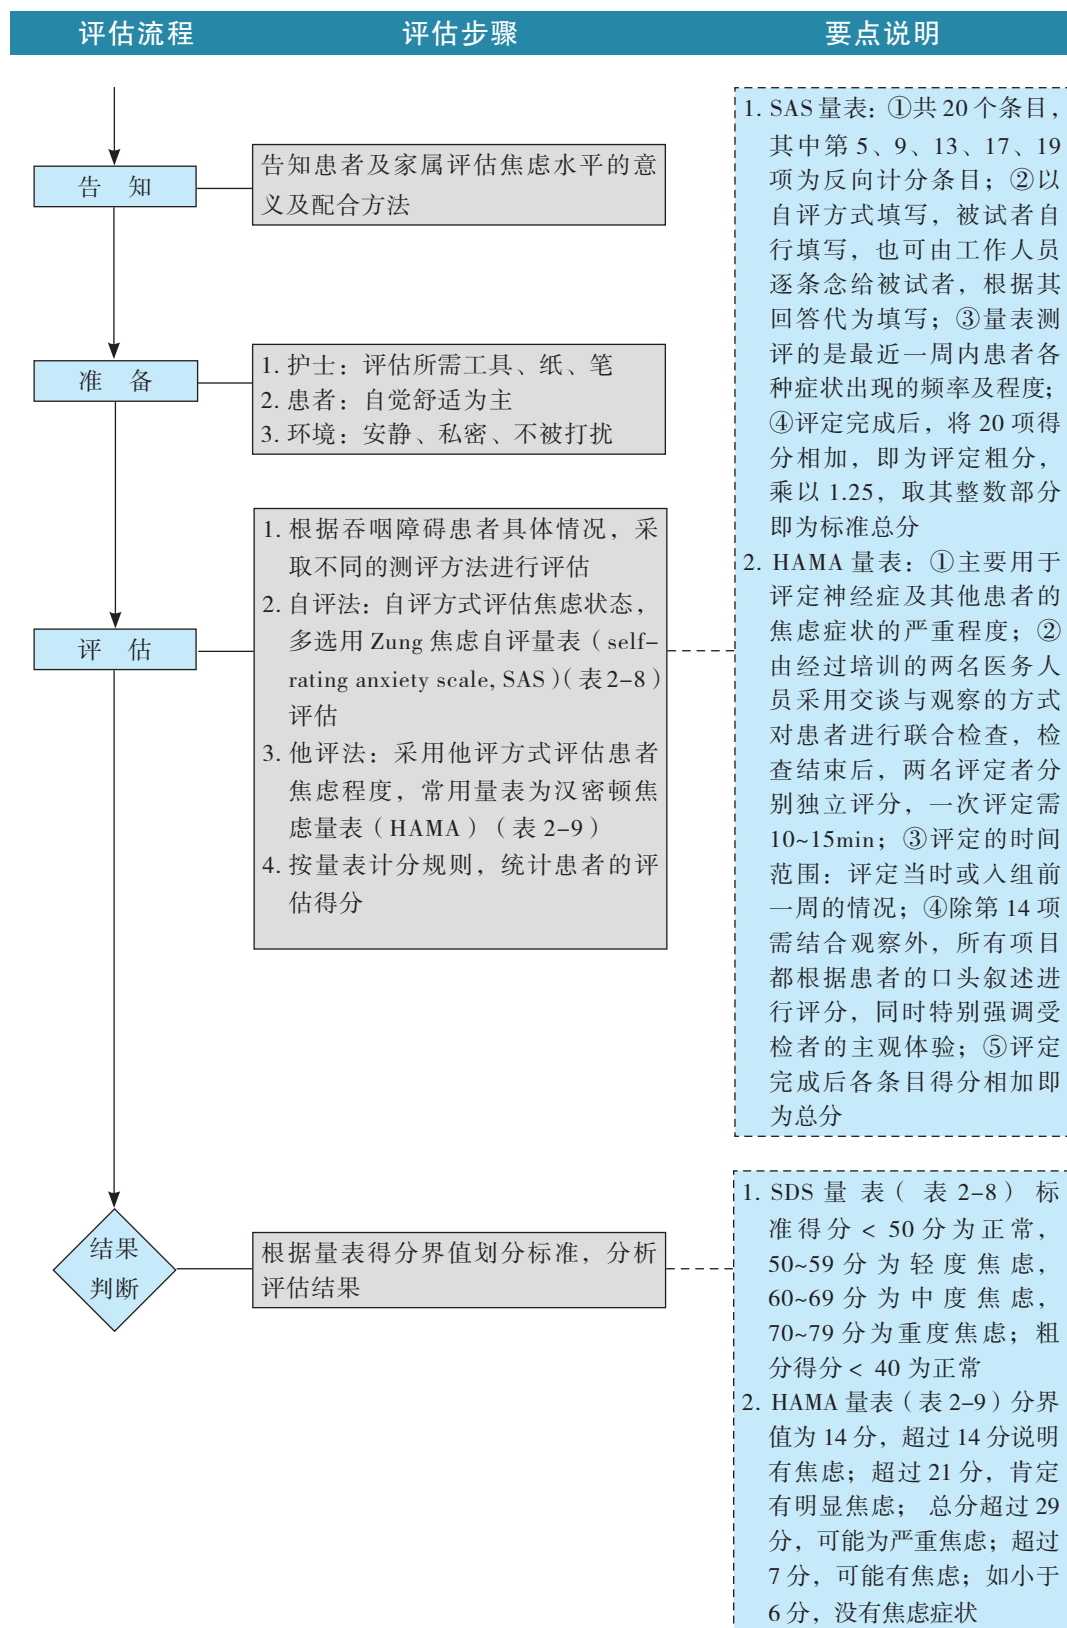 评估流程 评估步骤 要点说明
告 知
告知患者及家属评估焦虑水平的意
义及配合方法
准 备
1. 护士：评估所需工具、纸、笔
2. 患者：自觉舒适为主
3. 环境：安静、私密、不被打扰
评 估
1. 根据吞咽障碍患者具体情况，采
取不同的测评方法进行评估
2. 自评法：自评方式评估焦虑状态，
多选用 Zung 焦虑自评量表（self-
rating anxiety scale, SAS）（表2-8）
评估
3. 他评法：采用他评方式评估患者
焦虑程度，常用量表为汉密顿焦
虑量表（HAMA）（表 2-9）
4. 按量表计分规则，统计患者的评
估得分
1. SAS 量表：①共 20 个条目，
其中第 5、9、13、17、19
项为反向计分条目；②以
自评方式填写，被试者自
行填写，也可由工作人员
逐条念给被试者，根据其
回答代为填写；③量表测
评的是最近一周内患者各
种症状出现的频率及程度；
④评定完成后，将 20 项得
分相加，即为评定粗分，
乘以 1.25，取其整数部分
即为标准总分
2. HAMA 量表：①主要用于
评定神经症及其他患者的
焦虑症状的严重程度；②
由经过培训的两名医务人
员采用交谈与观察的方式
对患者进行联合检查，检
查结束后，两名评定者分
别独立评分，一次评定需
10~15min；③评定的时间
范围：评定当时或入组前
一周的情况；④除第 14 项
需结合观察外，所有项目
都根据患者的口头叙述进
行评分，同时特别强调受
检者的主观体验；⑤评定
完成后各条目得分相加即
为总分
结果
判断
根据量表得分界值划分标准，分析
评估结果
1. SDS 量 表（ 表 2-8） 标
准得分 < 50 分为正常，
50~59 分 为 轻 度 焦 虑，
60~69 分 为 中 度 焦 虑，
70~79 分为重度焦虑；粗
分得分 < 40 为正常
2. HAMA 量表（表 2-9）分界
值为 14 分，超过 14 分说明
有焦虑；超过 21 分，肯定
有明显焦虑； 总分超过 29
分，可能为严重焦虑；超过
7 分，可能有焦虑；如小于
6 分，没有焦虑症状